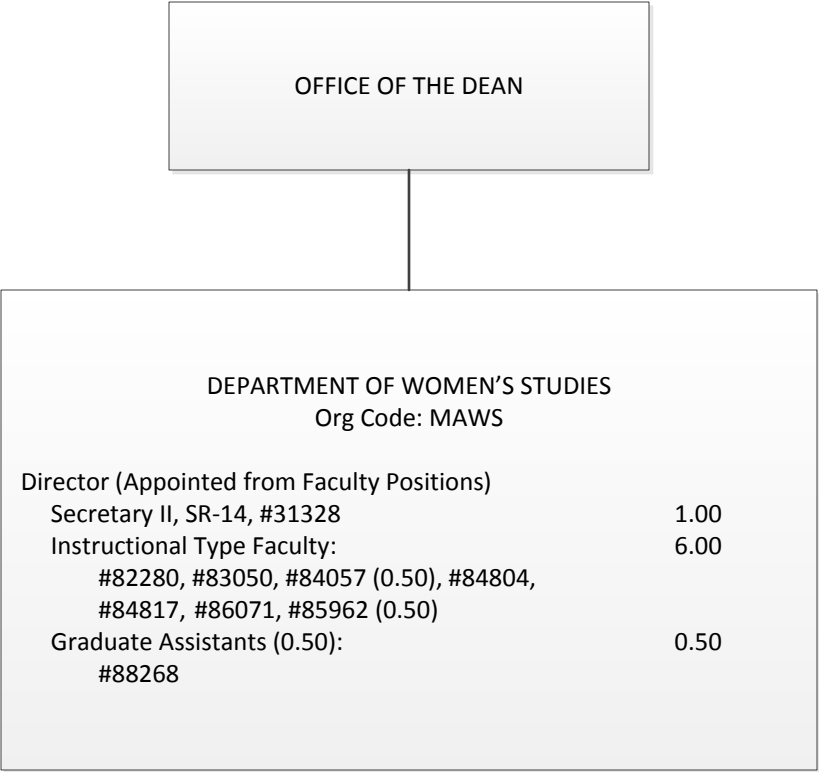 OFFICE OF THE DEAN
DEPARTMENT OF WOMEN’S STUDIES
Org Code: MAWS
Director (Appointed from Faculty Positions)
Secretary II, SR-14, #31328 1.00
Instructional Type Faculty: 6.00
#82280, #83050, #84057 (0.50), #84804,
#84817, #86071, #85962 (0.50)
Graduate Assistants (0.50): 0.50
#88268